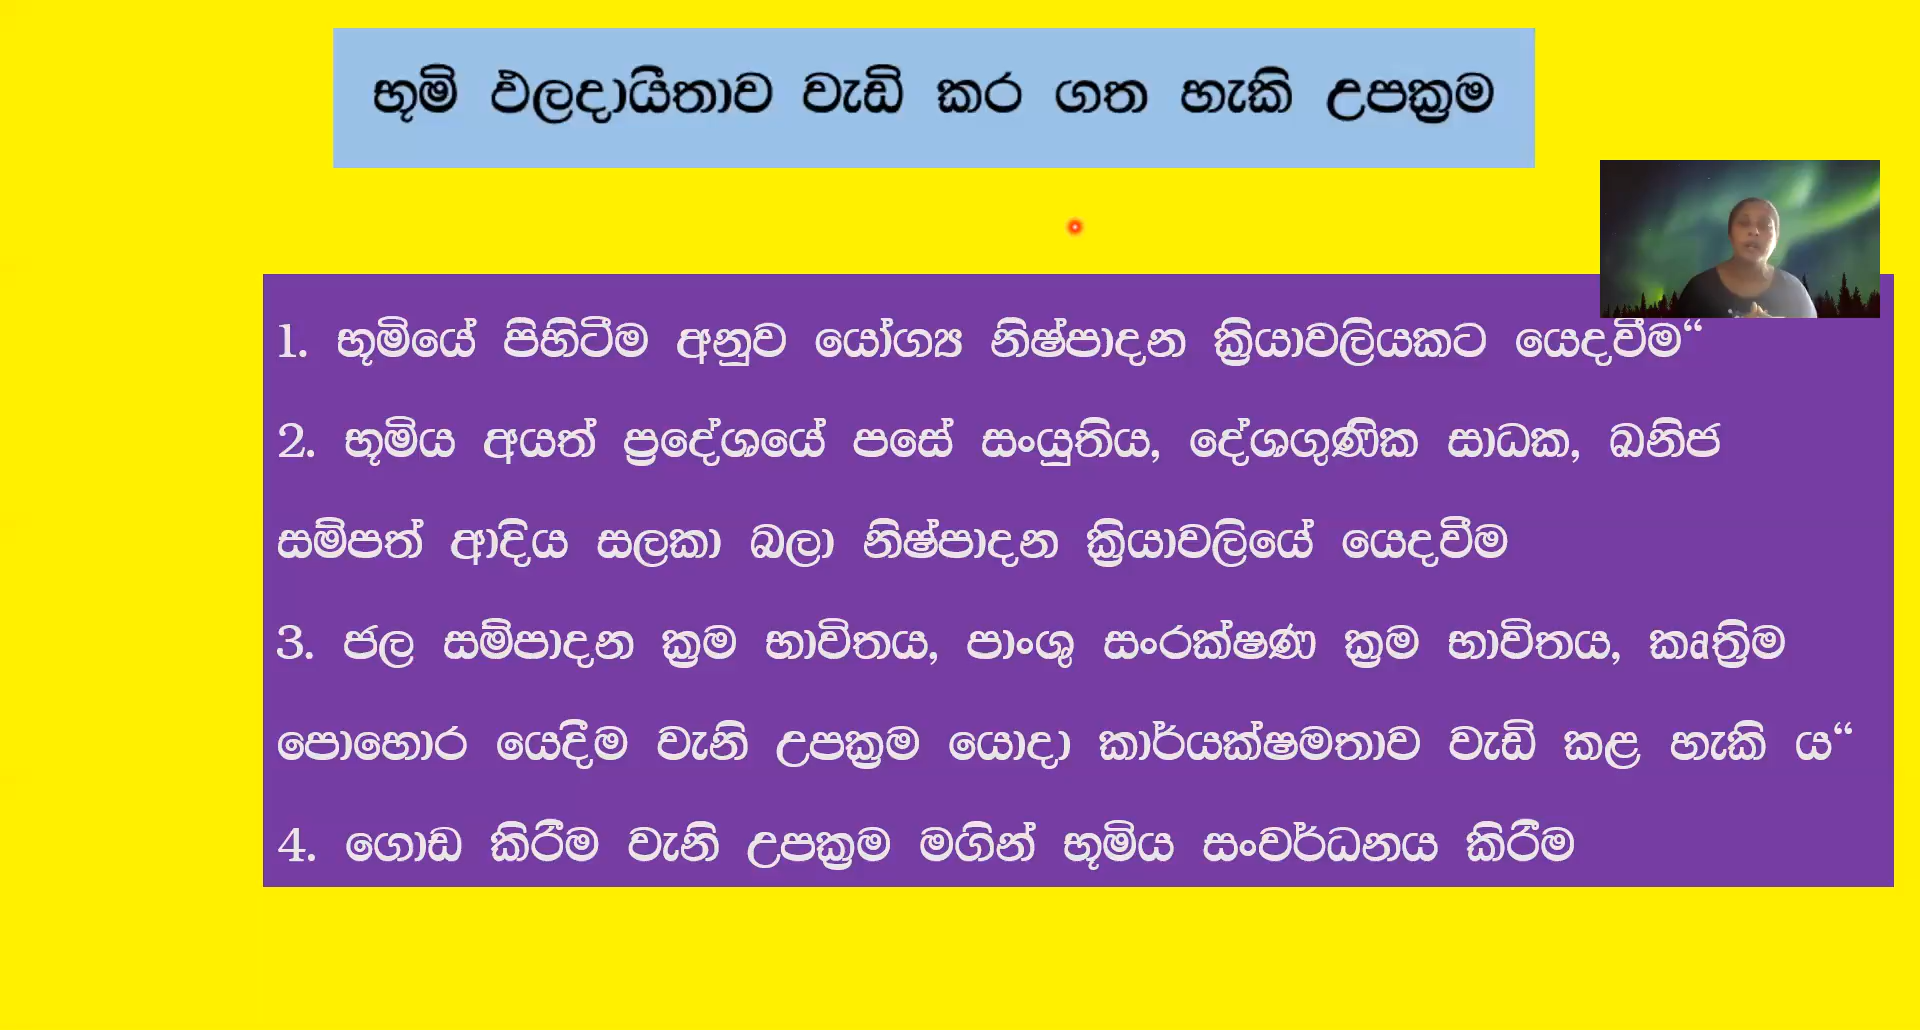 භූමි ඵලදායීතාව වැඩි කර ගත හැකි උපක්‍රම
1. භූමියේ පිහිටීම අනුව යෝග්‍ය නිෂ්පාදන ක්‍රියාවලියකට යෙදවීම“
2. භූමිය අයත් ප්‍රදේශයේ පසේ සංයුතිය, දේශගුණික සාධක, ඛනිජ
සම්පත් ආදිය සලකා බලා නිෂ්පාදන ක්‍රියාවලියේ යෙදවීම
3. ජල සම්පාදන ක්‍රම භාවිතය, පාංශු සංරක්ෂණ ක්‍රම භාවිතය, කෘත්‍රිම
පොහොර යෙදීම වැනි උපක්‍රම යොදා කාර්යක්ෂමතාව වැඩි කළ හැකි ය“
4. ගොඩ කිරීම වැනි උපක්‍රම මගින් භූමිය සංවර්ධනය කිරීම